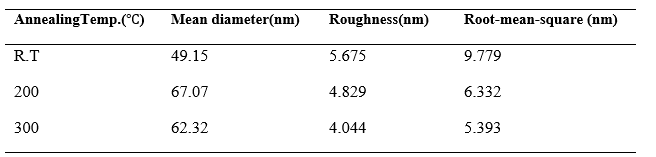 AnnealingTemp.(℃) Mean diameter(nm) Roughness(nm) Root-mean-square (nm)
R.T 49.15 5.675 9.779
200 67.07 4.829 6.332
300 62.32 4.044 5.393